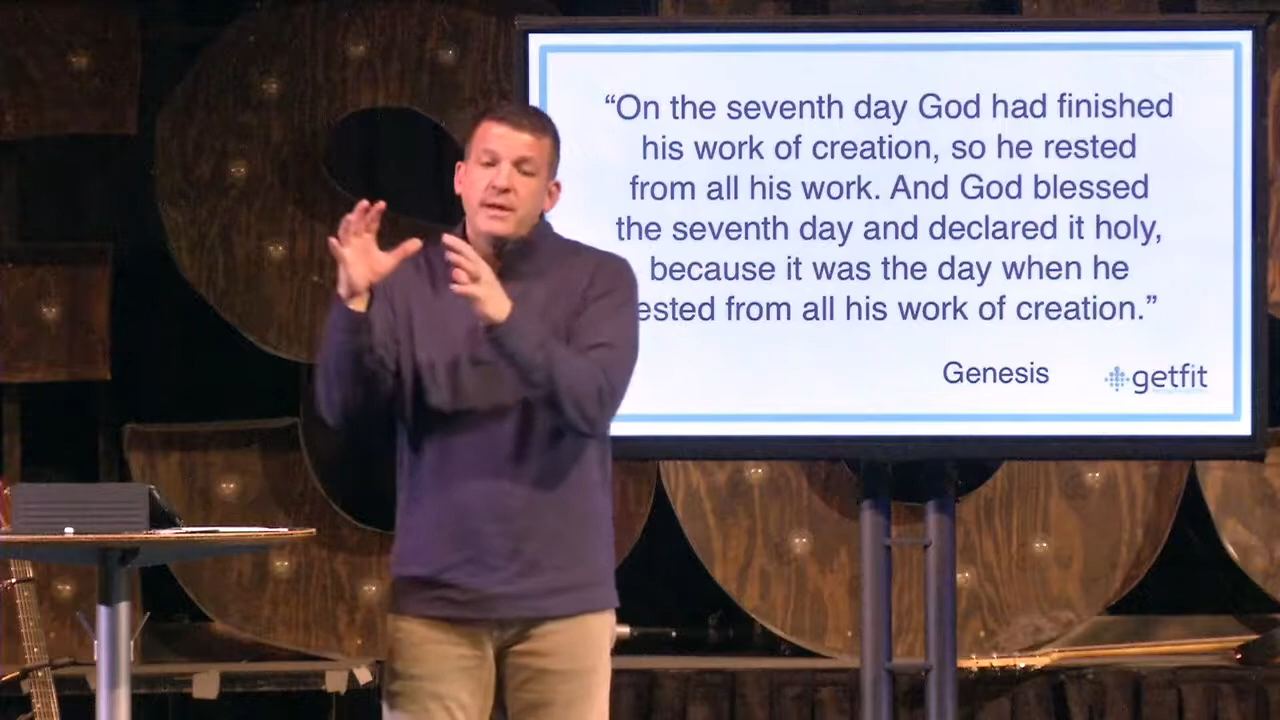 “On the seventh day God had finished
his work of creation, so he rested
from all his work. And God blessed
the seventh day and declared it holy,
because it was the day when he
ested from all his work of creation.”
Genesis
getfit